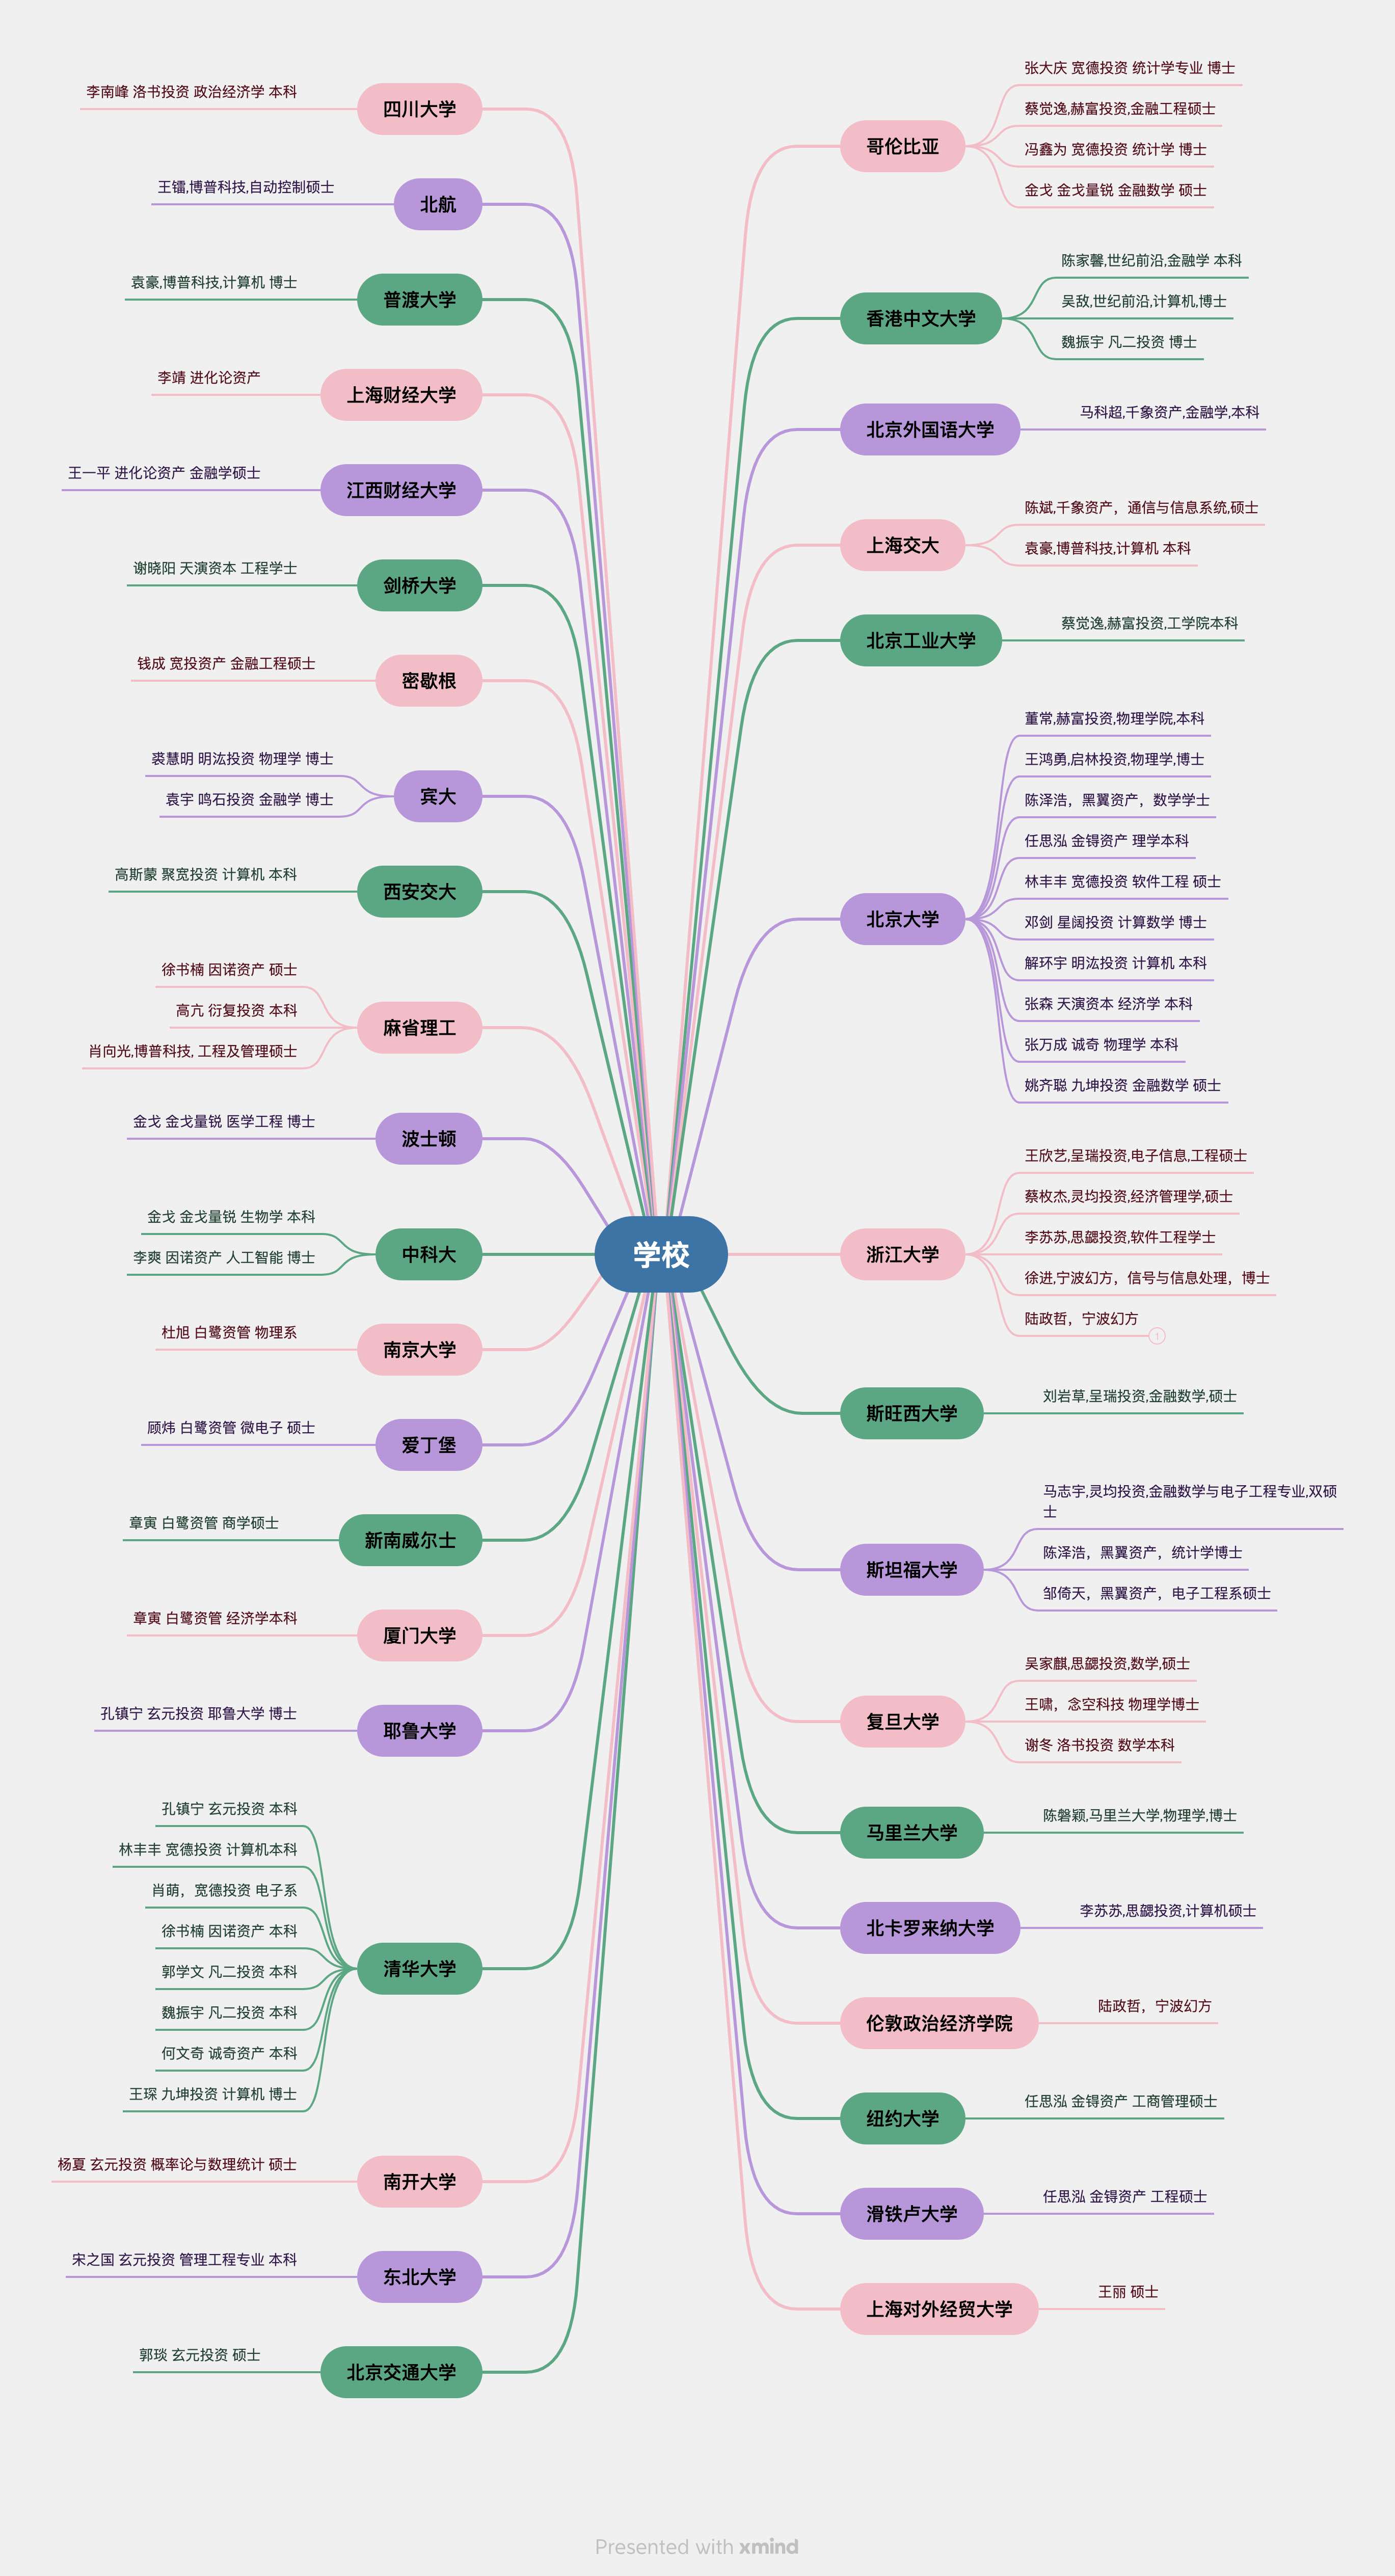 学校
哥伦比亚
张大庆 宽德投资 统计学专业 博士
蔡觉逸,赫富投资,金融工程硕士
冯鑫为 宽德投资 统计学 博士
金戈 金戈量锐 金融数学 硕士
香港中文大学
陈家馨,世纪前沿,金融学 本科
吴敌,世纪前沿,计算机,博士
魏振宇 凡二投资 博士
北京外国语大学
马科超,千象资产,金融学,本科
上海交大
陈斌,千象资产，通信与信息系统,硕士
袁豪,博普科技,计算机 本科
北京工业大学
蔡觉逸,赫富投资,工学院本科
北京大学
董常,赫富投资,物理学院,本科
王鸿勇,启林投资,物理学,博士
陈泽浩，黑翼资产，数学学士
任思泓 金锝资产 理学本科
林丰丰 宽德投资 软件工程 硕士
邓剑 星阔投资 计算数学 博士
解环宇 明汯投资 计算机 本科
张森 天演资本 经济学 本科
张万成 诚奇 物理学 本科
姚齐聪 九坤投资 金融数学 硕士
浙江大学
王欣艺,呈瑞投资,电子信息,工程硕士
蔡枚杰,灵均投资,经济管理学,硕士
李苏苏,思勰投资,软件工程学士
徐进,宁波幻方，信号与信息处理，博士
陆政哲，宁波幻方
1
斯旺西大学
刘岩草,呈瑞投资,金融数学,硕士
斯坦福大学
马志宇,灵均投资,金融数学与电子工程专业,双硕
士
陈泽浩，黑翼资产，统计学博士
邹倚天，黑翼资产，电子工程系硕士
复旦大学
吴家麒,思勰投资,数学,硕士
王啸，念空科技 物理学博士
谢冬 洛书投资 数学本科
马里兰大学
陈磐颖,马里兰大学,物理学,博士
北卡罗来纳大学
李苏苏,思勰投资,计算机硕士
伦敦政治经济学院
陆政哲，宁波幻方
纽约大学
任思泓 金锝资产 工商管理硕士
滑铁卢大学
任思泓 金锝资产 工程硕士
上海对外经贸大学
王丽 硕士
四川大学
李南峰 洛书投资 政治经济学 本科
北航
王镭,博普科技,自动控制硕士
普渡大学
袁豪,博普科技,计算机 博士
上海财经大学
李靖 进化论资产
江西财经大学
王一平 进化论资产 金融学硕士
剑桥大学
谢晓阳 天演资本 工程学士
密歇根
钱成 宽投资产 金融工程硕士
宾大
裘慧明 明汯投资 物理学 博士
袁宇 鸣石投资 金融学 博士
西安交大
高斯蒙 聚宽投资 计算机 本科
麻省理工
徐书楠 因诺资产 硕士
高亢 衍复投资 本科
肖向光,博普科技, 工程及管理硕士
波士顿
金戈 金戈量锐 医学工程 博士
中科大
金戈 金戈量锐 生物学 本科
李爽 因诺资产 人工智能 博士
南京大学
杜旭 白鹭资管 物理系
爱丁堡
顾炜 白鹭资管 微电子 硕士
新南威尔士
章寅 白鹭资管 商学硕士
厦门大学
章寅 白鹭资管 经济学本科
耶鲁大学
孔镇宁 玄元投资 耶鲁大学 博士
清华大学
孔镇宁 玄元投资 本科
林丰丰 宽德投资 计算机本科
肖萌，宽德投资 电子系
徐书楠 因诺资产 本科
郭学文 凡二投资 本科
魏振宇 凡二投资 本科
何文奇 诚奇资产 本科
王琛 九坤投资 计算机 博士
南开大学
杨夏 玄元投资 概率论与数理统计 硕士
东北大学
宋之国 玄元投资 管理工程专业 本科
北京交通大学
郭琰 玄元投资 硕士
Presented with xmind